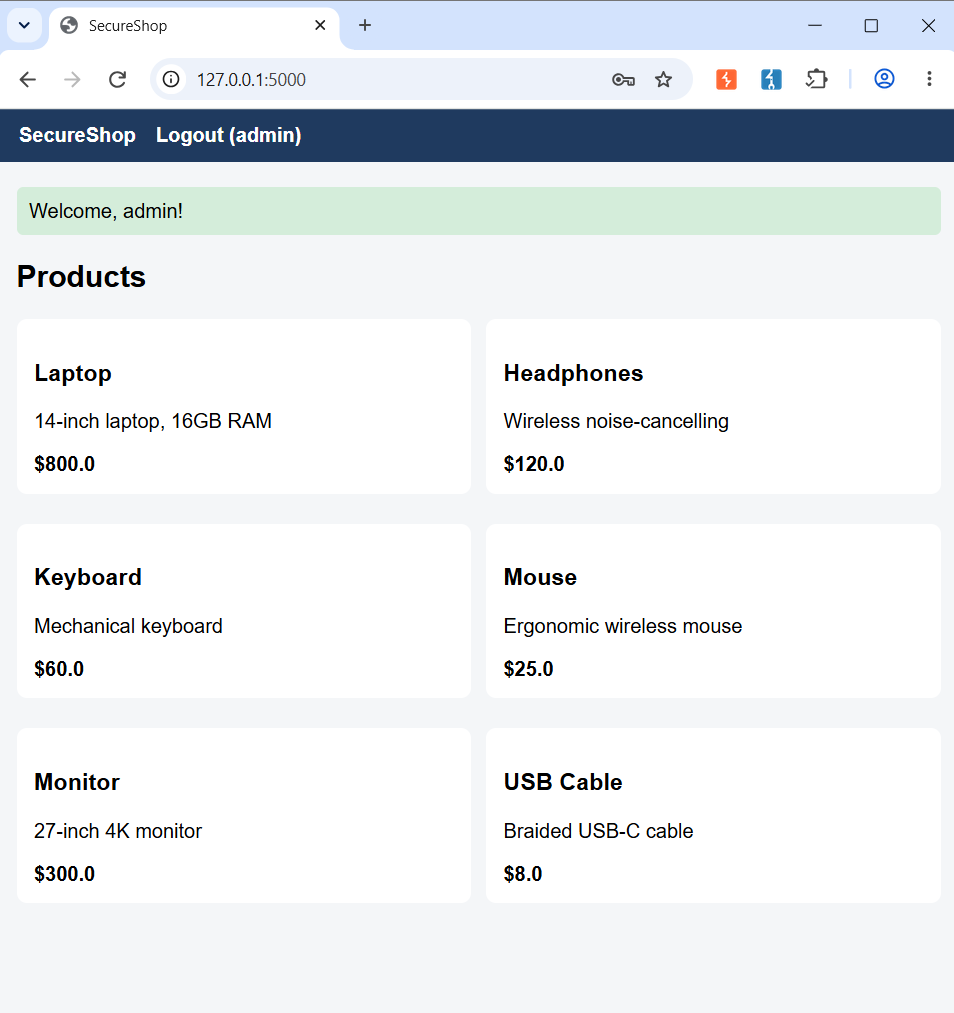 SecureShop
127.0.0.1:5000
SecureShop Logout (admin)
Welcome, admin!
Products
Laptop
14-inch laptop, 16GB RAM
$800.0
Headphones
Wireless noise-cancelling
$120.0
Keyboard
Mechanical keyboard
$60.0
Mouse
Ergonomic wireless mouse
$25.0
Monitor
27-inch 4K monitor
$300.0
USB Cable
Braided USB-C cable
$8.0